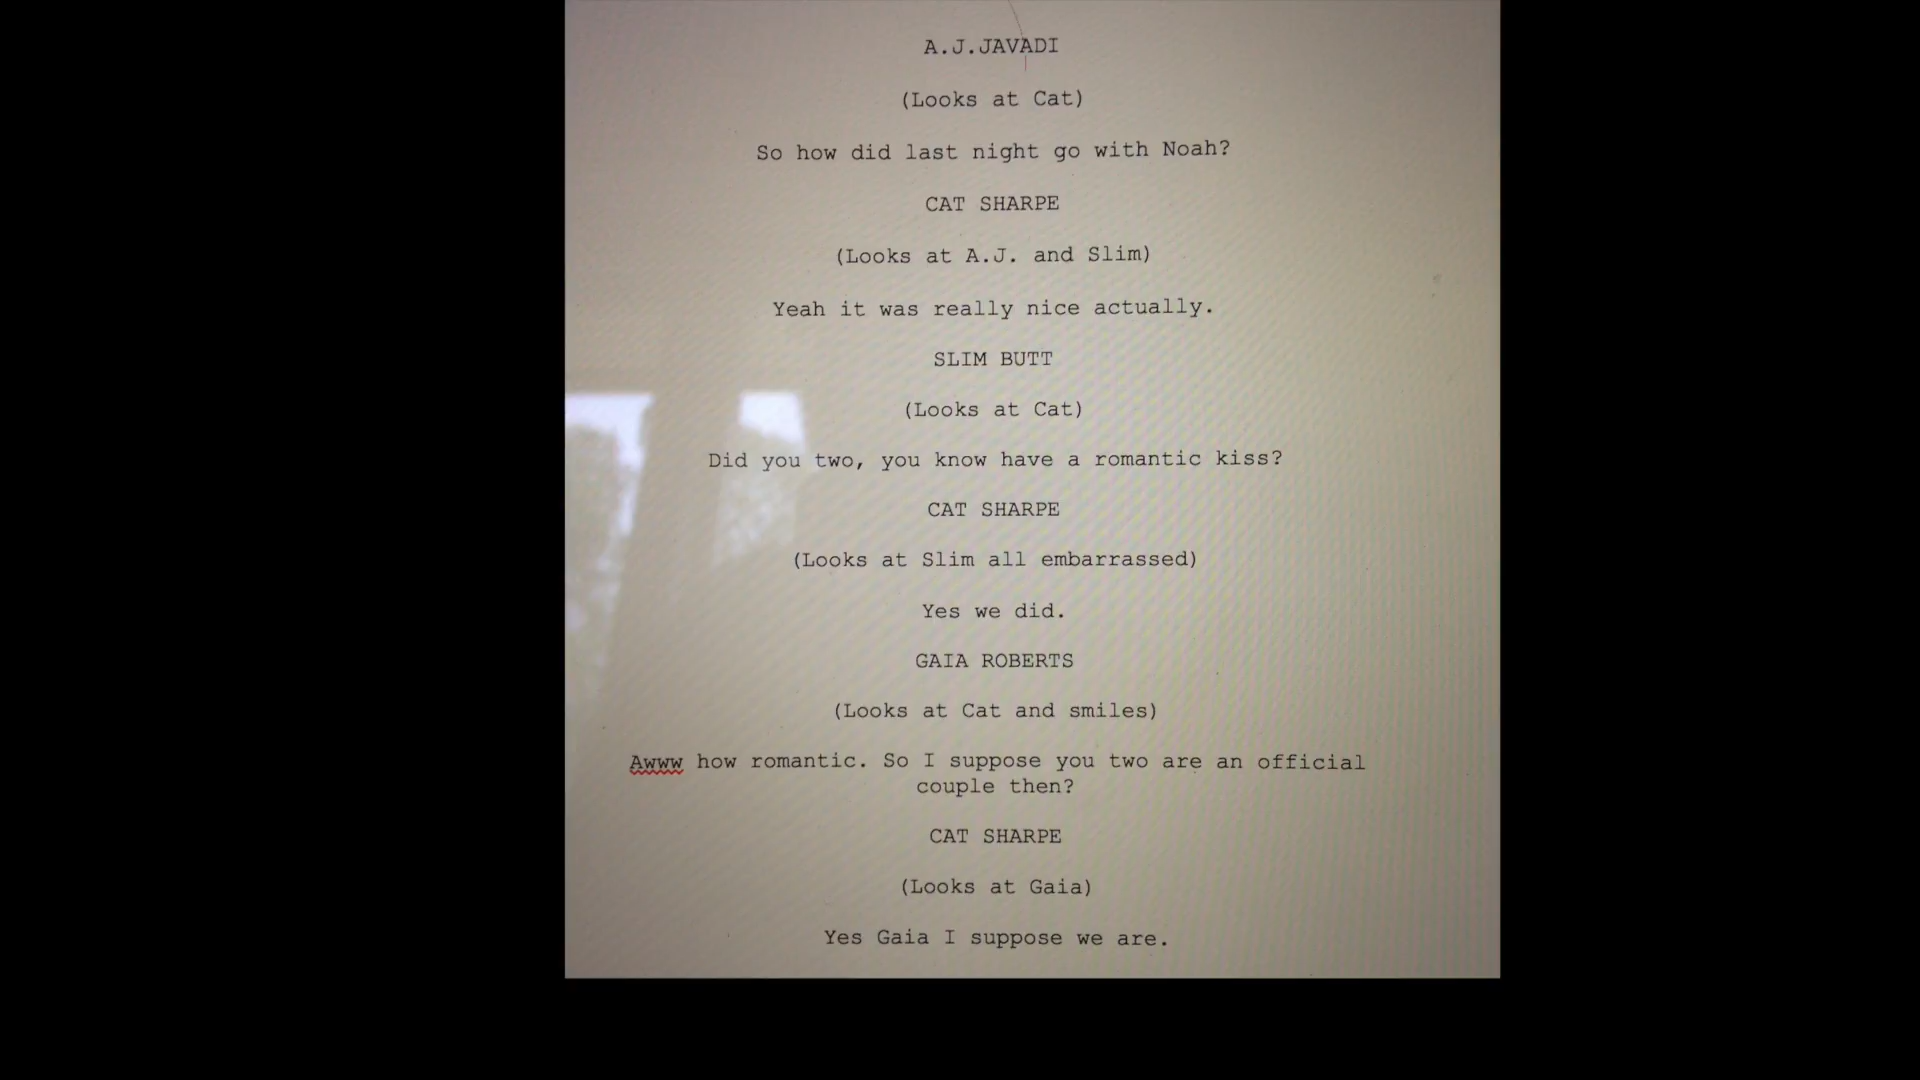 A.J.JAVADI
(Looks at Cat)
So how did last night go with Noah?
CAT SHARPE
(Looks at A.J. and Slim)
Yeah it was really nice actually.
SLIM BUTT
(Looks at Cat)
Did you two, you know have a romantic kiss?
CAT SHARPE
(Looks at Slim all embarrassed)
Yes we did.
GAIA ROBERTS
(Looks at Cat and smiles)
Awww how romantic. So I suppose you two are an official
couple then?
CAT SHARPE
(Looks at Gaia)
Yes Gaia I suppose we are.